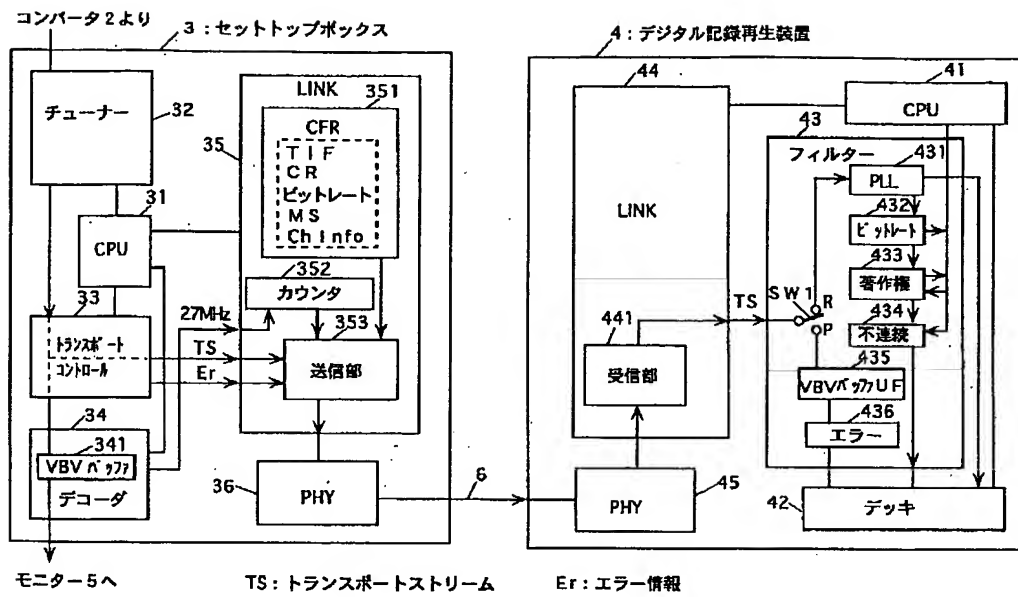 コンバータ2より
3:セットトップボックス
チューナー
32
31
CPU
33
トランスポート
コントロール
34
341
VBVバッファ
デコーダ
モニター5へ
35
LINK
351
CFR
TIF
CR
ビットレート
MS
ChInfo
352
カウンタ
27MHz
353
TS
Er
送信部
36
PHY
6
4:デジタル記録再生装置
44
LINK
441
受信部
45
PHY
41
CPU
43
フィルター
431
PLL
432
ビットレート
433
著作権
434
不連続
TS
SW1
R
P
435
VBVバッファUF
436
エラー
42
デッキ
TS:トランスポートストリーム
Er:エラー情報